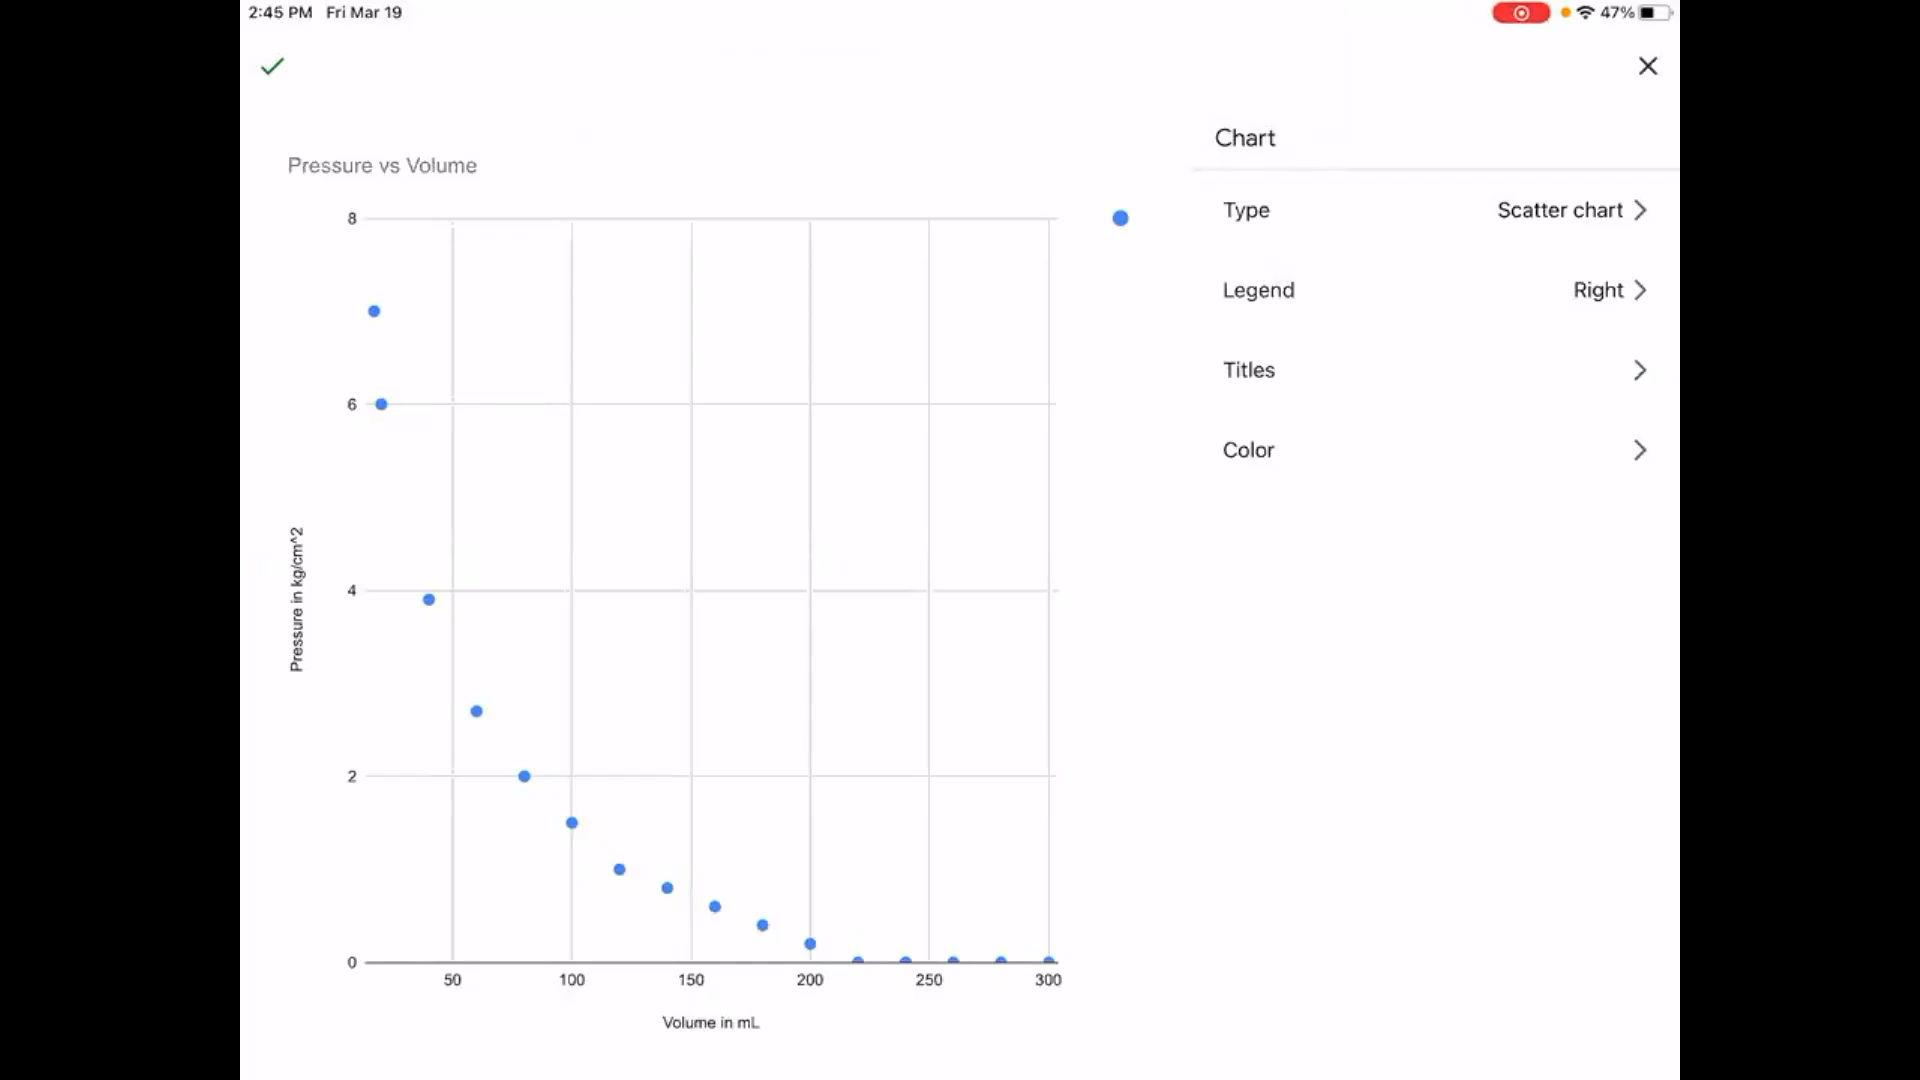 2:45 PM Fri Mar 19
47%
Chart
Pressure vs Volume
Type
Scatter chart
Legend
Right
Titles
Color
8
6
4
2
0
Pressure in kg/cm^2
50
100
150
200
250
300
Volume in mL